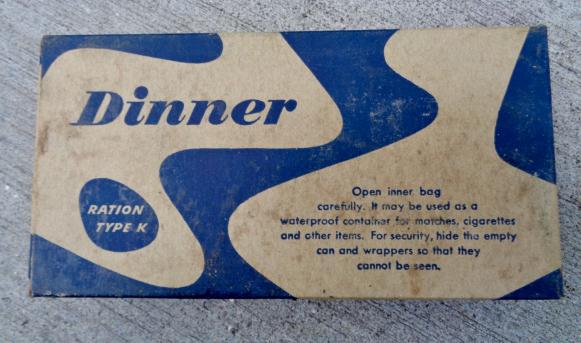 Dinner
RATION
TYPE K
Open inner bag
carefully. It may be used as a
waterproof container for matches, cigarettes
and other items. For security, hide the empty
can and wrappers so that they
cannot be seen.